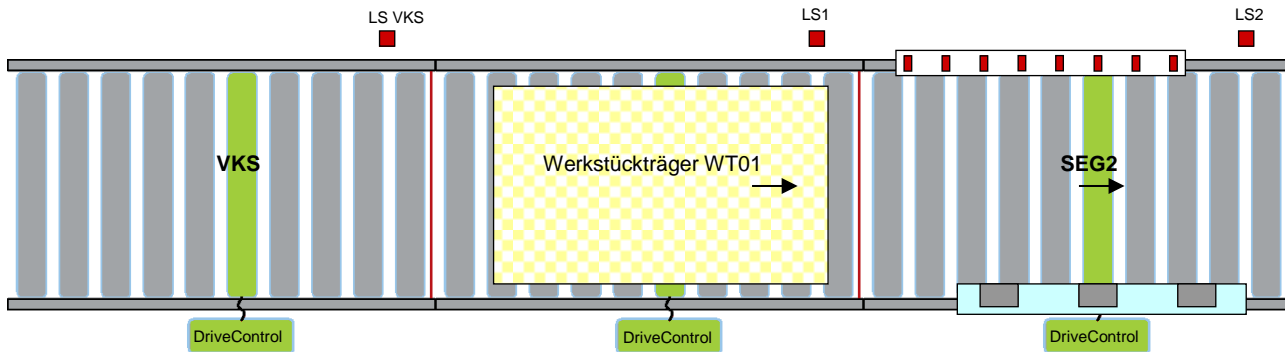 LS VKS
LS1
LS2
VKS
Werkstückträger WT01
SEG2
DriveControl
DriveControl
DriveControl